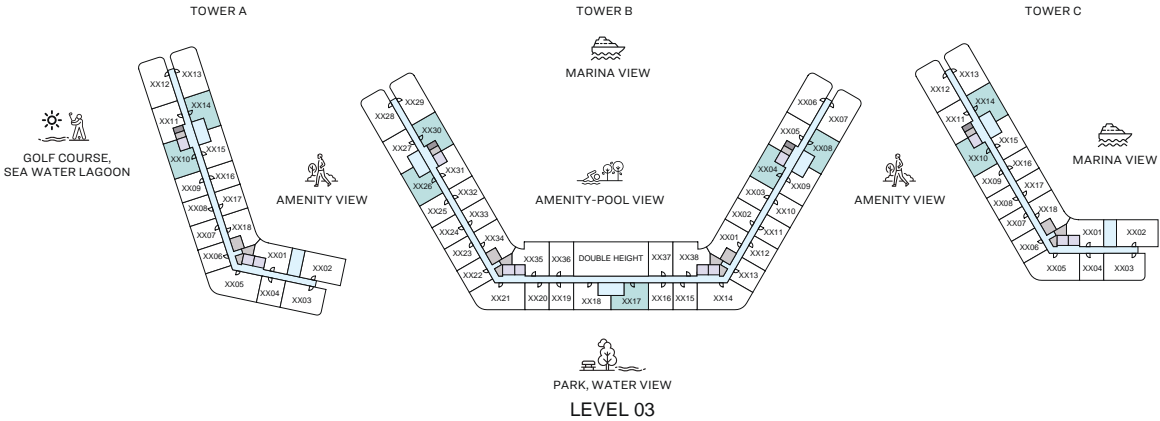 TOWER A
TOWER B
TOWER C
MARINA VIEW
GOLF COURSE,
SEA WATER LAGOON
AMENITY VIEW
AMENITY-POOL VIEW
AMENITY VIEW
MARINA VIEW
PARK, WATER VIEW
LEVEL 03
XX12
XX13
XX14
XX11
XX10
XX15
XX16
XX09
XX17
XX08
XX07
XX18
XX06
XX01
XX02
XX05
XX04
XX03
XX29
XX28
XX30
XX27
XX31
XX26
XX32
XX25
XX33
XX24
XX34
XX23
XX22
XX21
XX35
XX36
DOUBLE HEIGHT
XX37
XX38
XX20
XX19
XX18
XX17
XX16
XX15
XX14
XX06
XX07
XX05
XX08
XX04
XX09
XX03
XX10
XX02
XX11
XX01
XX12
XX13
XX13
XX12
XX14
XX11
XX15
XX10
XX16
XX09
XX17
XX08
XX18
XX07
XX06
XX01
XX02
XX05
XX04
XX03